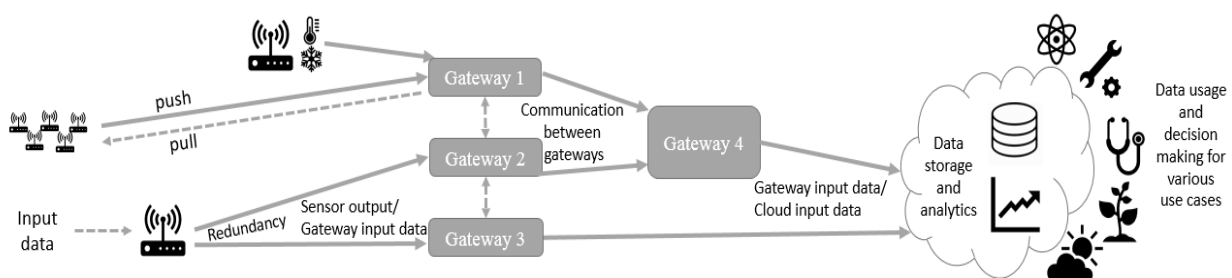 push
pull
Input
data
Redundancy
Sensor output/
Gateway input data
Gateway 1
Gateway 2
Gateway 3
Communication
between
gateways
Gateway 4
Gateway input data/
Cloud input data
Data
storage
and
analytics
Data usage
and
decision
making for
various
use cases